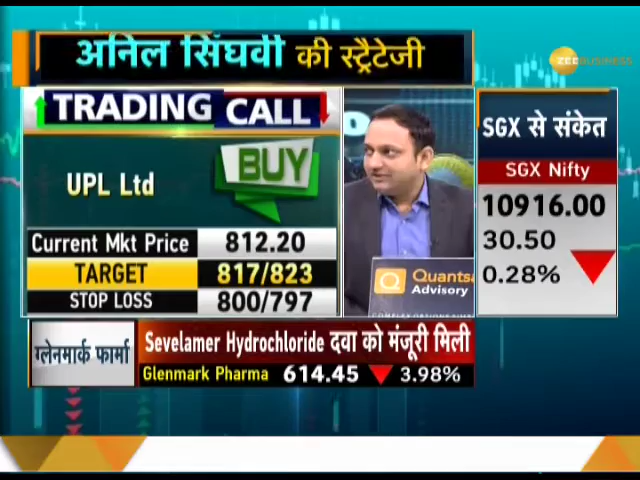 अनिल सिंघवी की स्ट्रैटेजी
ZEE BUSINESS
TRADING CALL
UPL Ltd
BUY
Current Mkt Price 812.20
TARGET 817/823
STOP LOSS 800/797
Quants
Advisory
SGX से संकेत
SGX Nifty
10916.00
30.50
0.28%
ग्लेनमार्क फार्मा
Sevelamer Hydrochloride दवा को मंजूरी मिली
Glenmark Pharma 614.45 3.98%